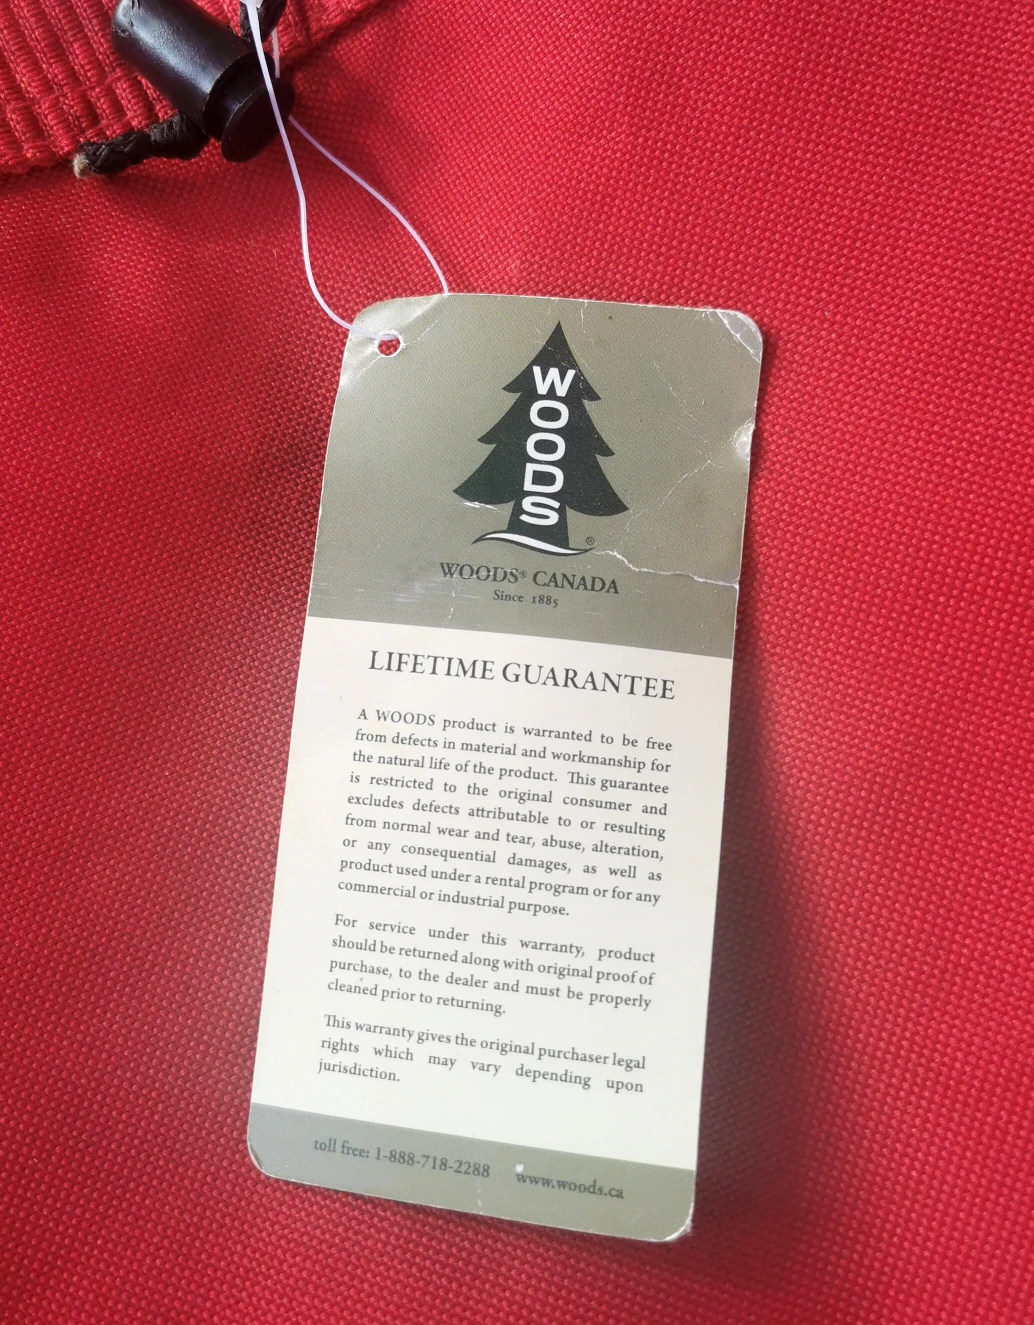 WOODS
®
WOODS® CANADA
Since 1885
LIFETIME GUARANTEE
A WOODS product is warranted to be free
from defects in material and workmanship for
the natural life of the product. This guarantee
is restricted to the original consumer and
excludes defects attributable to or resulting
from normal wear and tear, abuse, alteration,
or any consequential damages, as well as
product used under a rental program or for any
commercial or industrial purpose.
For service under this warranty, product
should be returned along with original proof of
purchase, to the dealer and must be properly
cleaned prior to returning.
This warranty gives the original purchaser legal
rights which may vary depending upon
jurisdiction.
toll free: 1-888-718-2288 www.woods.ca